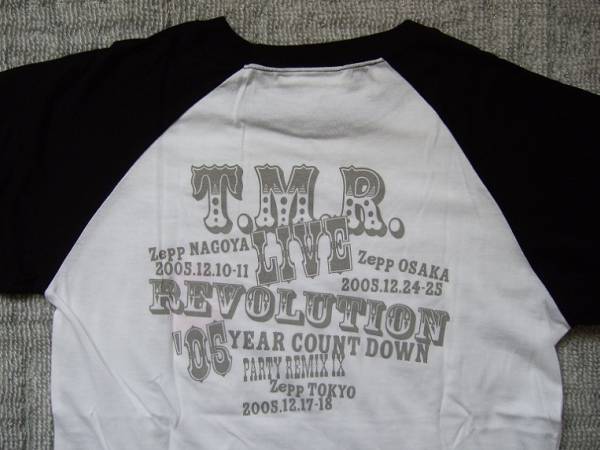 T.M.R.
LIVE
Zepp NAGOYA
2005.12.10-11
Zepp OSAKA
2005.12.24-25
REVOLUTION
'05 YEAR COUNT DOWN
PARTY REMIX IX
Zepp TOKYO
2005.12.17-18